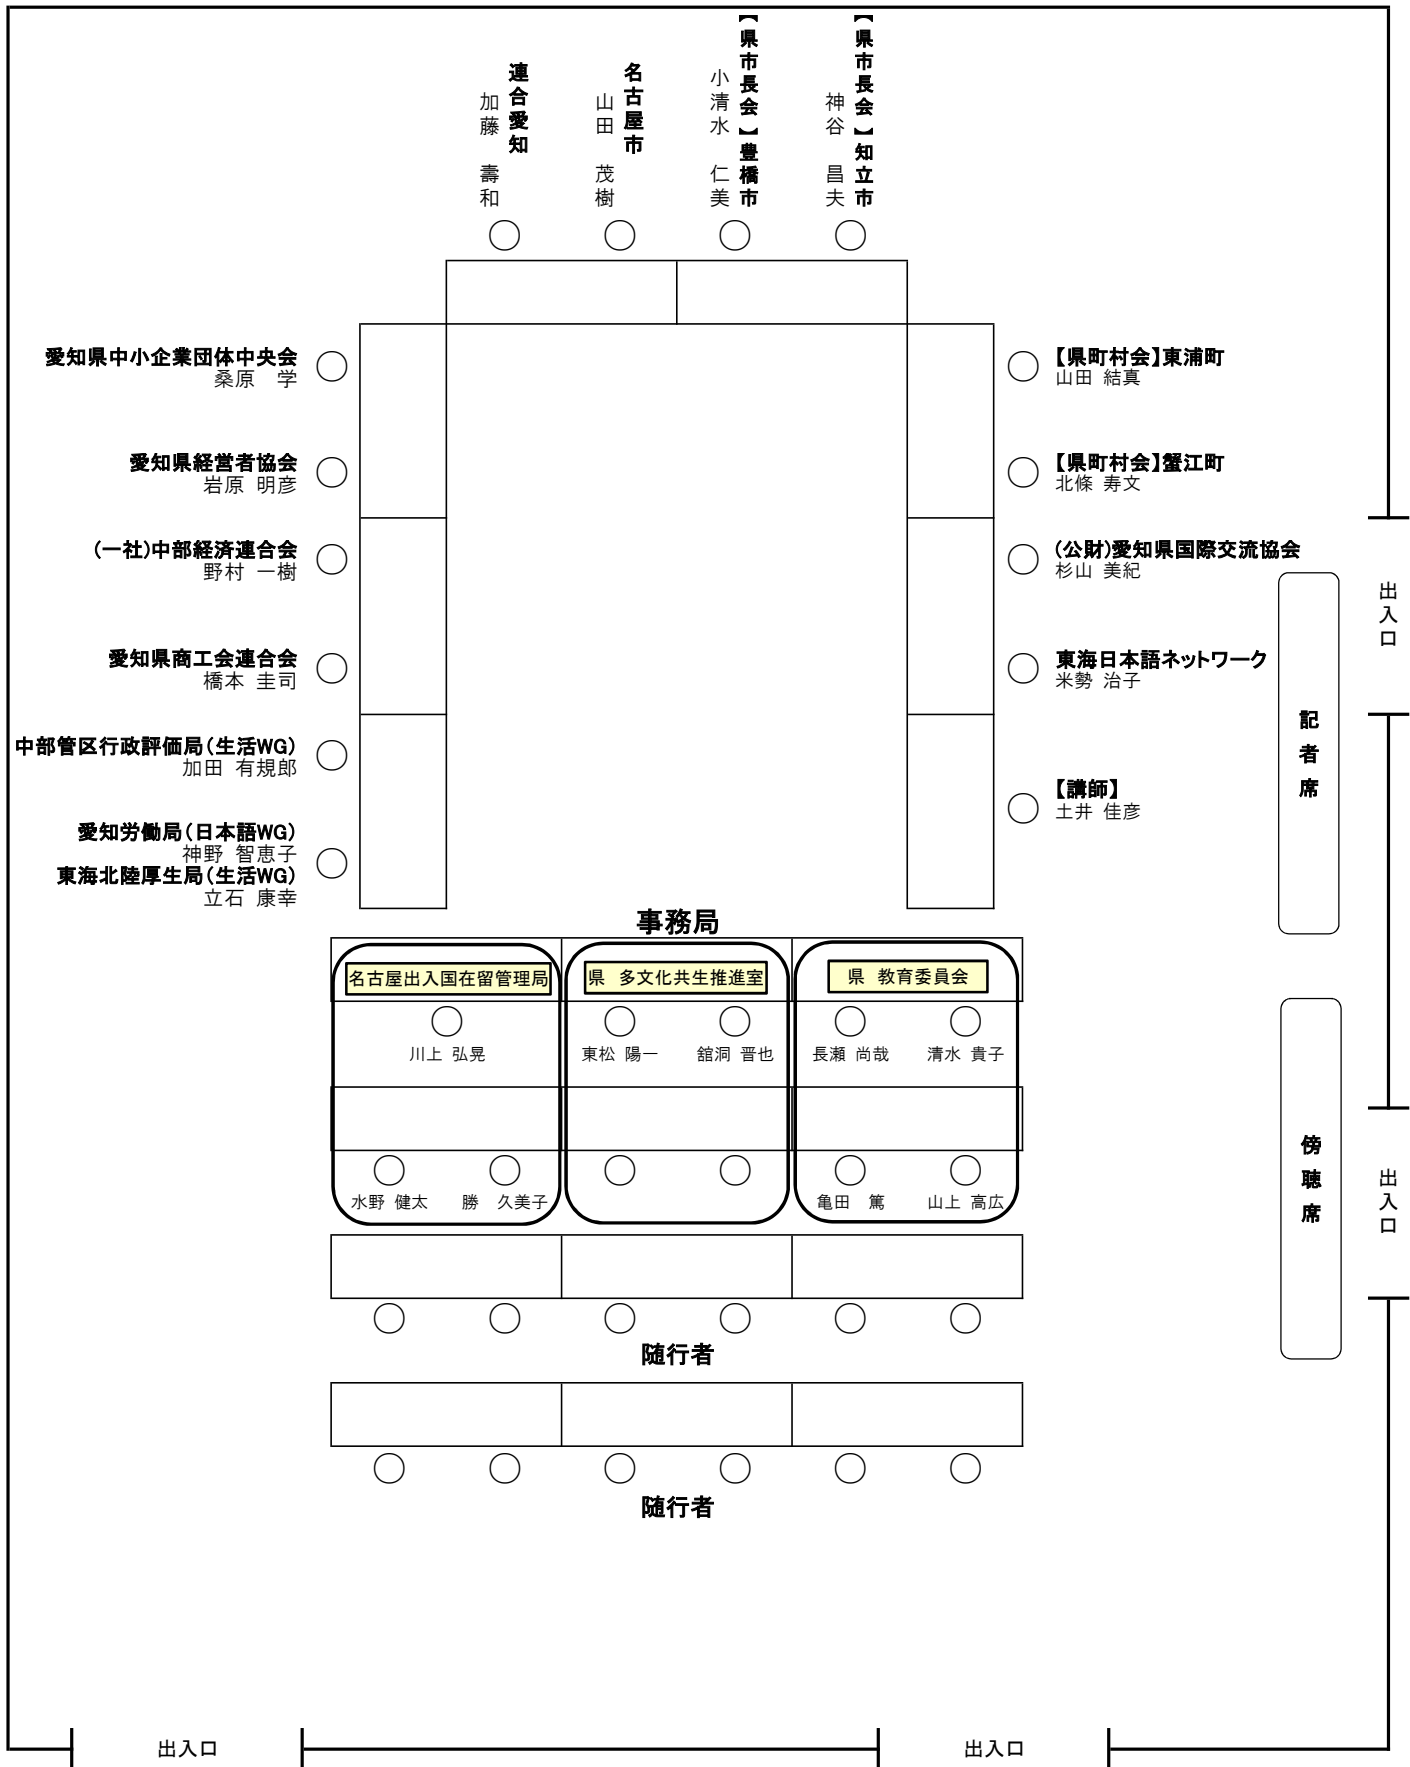 連合愛知
加藤　壽和
名古屋市
山田　茂樹
【県市長会】豊橋市
小清水　仁美
【県市長会】知立市
神谷　昌夫
愛知県中小企業団体中央会
桑原　学
愛知県経営者協会
岩原 明彦
(一社)中部経済連合会
野村 一樹
愛知県商工会連合会
橋本 圭司
中部管区行政評価局(生活WG)
加田 有規郎
愛知労働局(日本語WG)
神野 智恵子
東海北陸厚生局(生活WG)
立石 康幸
【県町村会】東浦町
山田 結真
【県町村会】蟹江町
北條 寿文
(公財)愛知県国際交流協会
杉山 美紀
東海日本語ネットワーク
米勢 治子
【講師】
土井 佳彦
出入口
記者席
事務局
名古屋出入国在留管理局
県　多文化共生推進室
県 教育委員会
川上 弘晃
東松 陽一
舘洞 晋也
長瀬 尚哉
清水 貴子
水野 健太
勝　久美子
亀田　篤
山上 高広
傍聴席
出入口
随行者
随行者
出入口
出入口